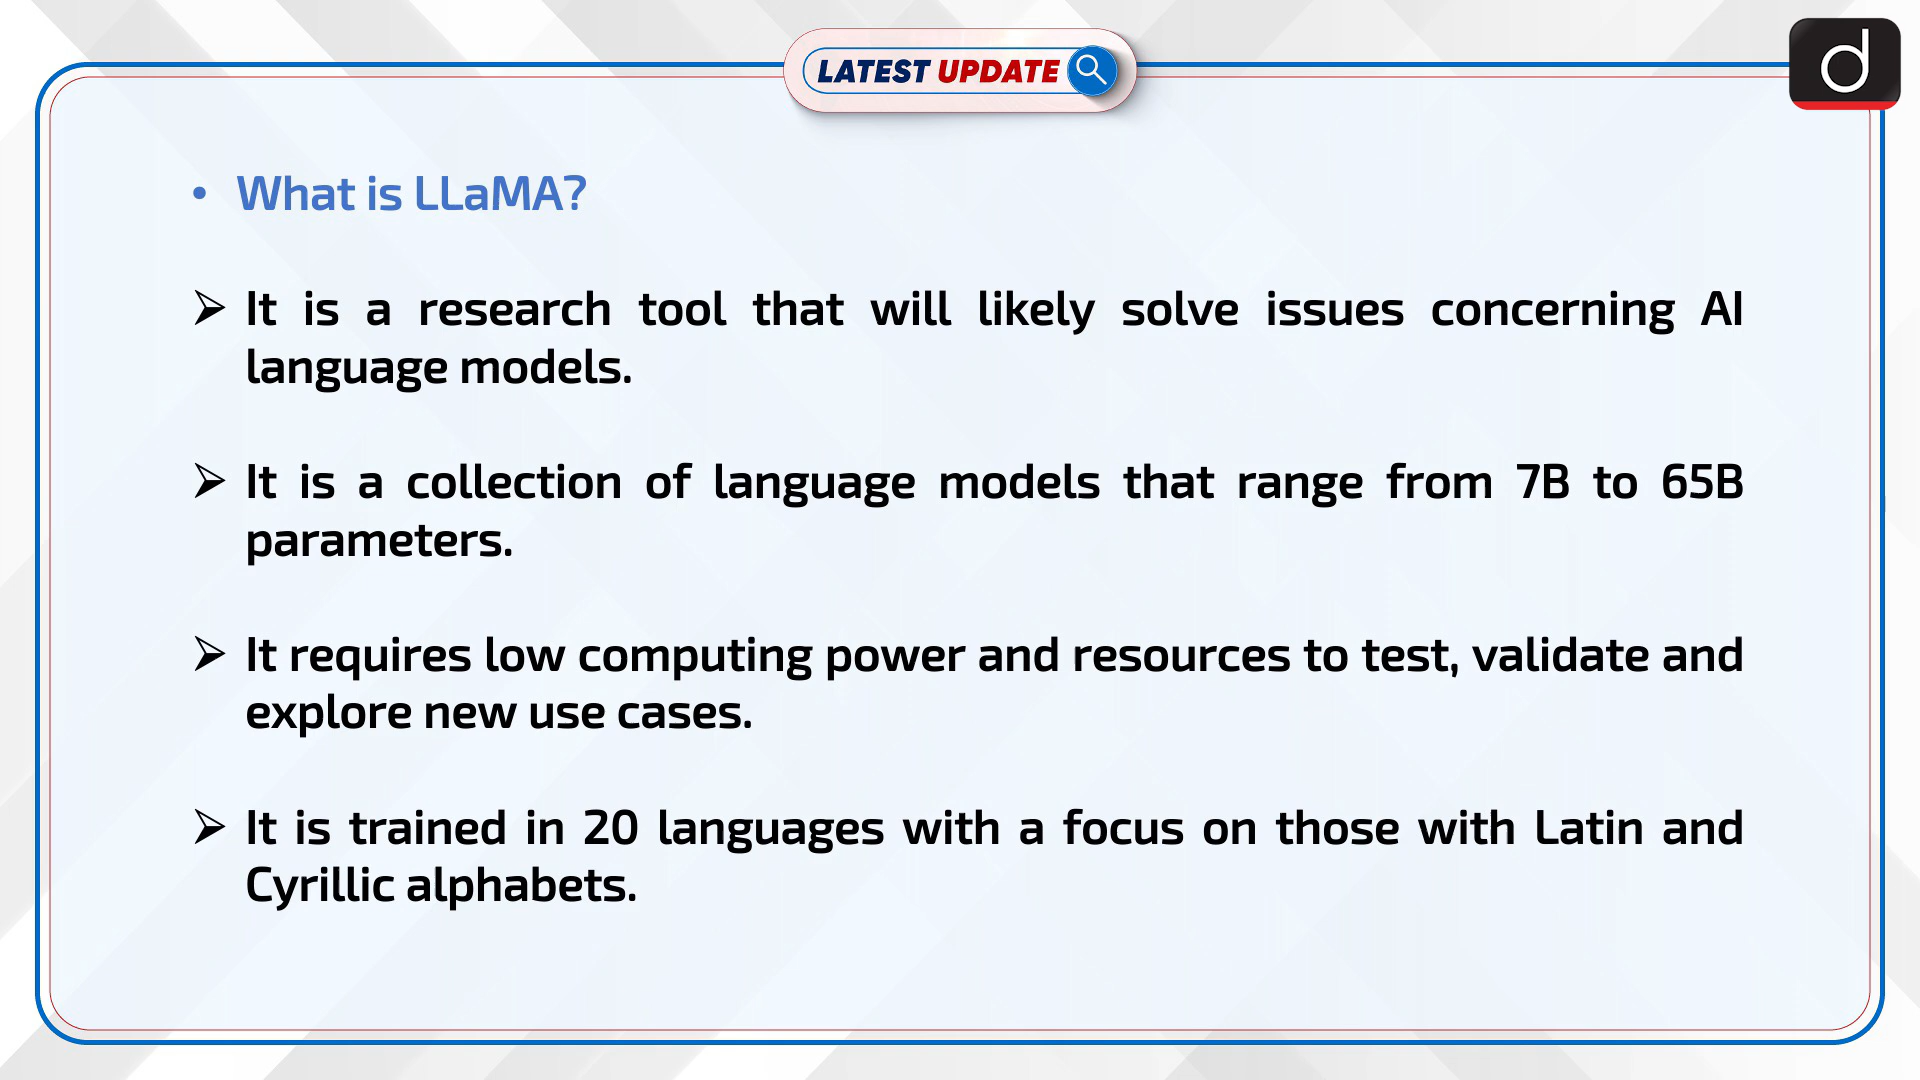 LATEST UPDATE
d
• What is LLaMA?
➢ It is a research tool that will likely solve issues concerning AI
language models.
➢ It is a collection of language models that range from 7B to 65B
parameters.
➢ It requires low computing power and resources to test, validate and
explore new use cases.
➢ It is trained in 20 languages with a focus on those with Latin and
Cyrillic alphabets.